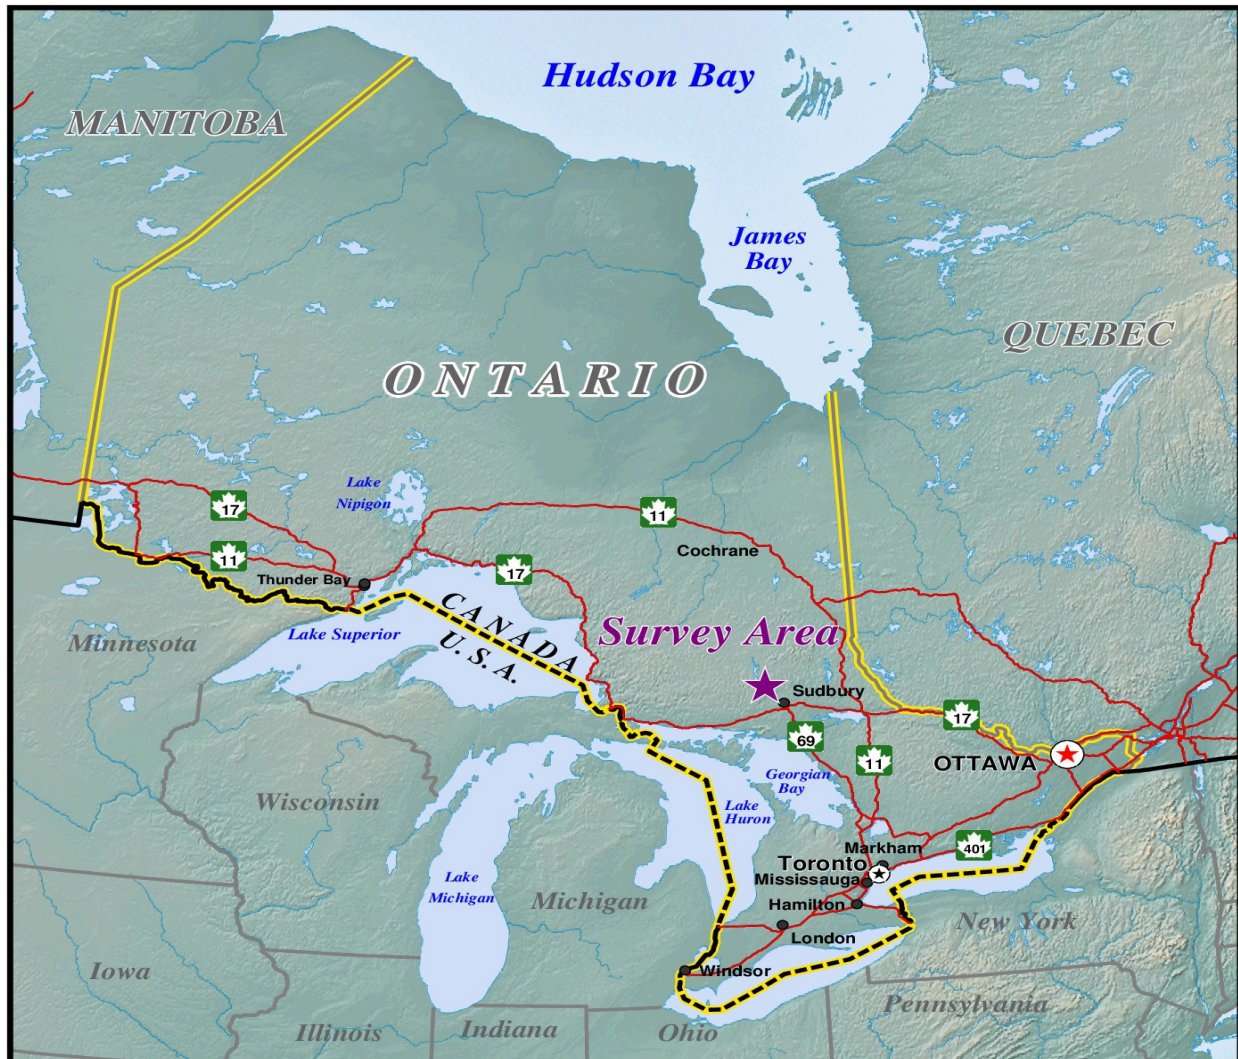 Hudson Bay
MANITOBA
James
Bay
QUEBEC
ONTARIO
Lake
Nipigon
17
11
11
Cochrane
17
Thunder Bay
CANADA
U.S.A.
Lake Superior
Minnesota
Survey Area
Sudbury
17
69
11
OTTAWA
Georgian
Bay
Wisconsin
Lake
Huron
401
Markham
Toronto
Mississauga
Lake
Michigan
Michigan
Hamilton
New York
London
Iowa
Windsor
Pennsylvania
Illinois
Indiana
Ohio